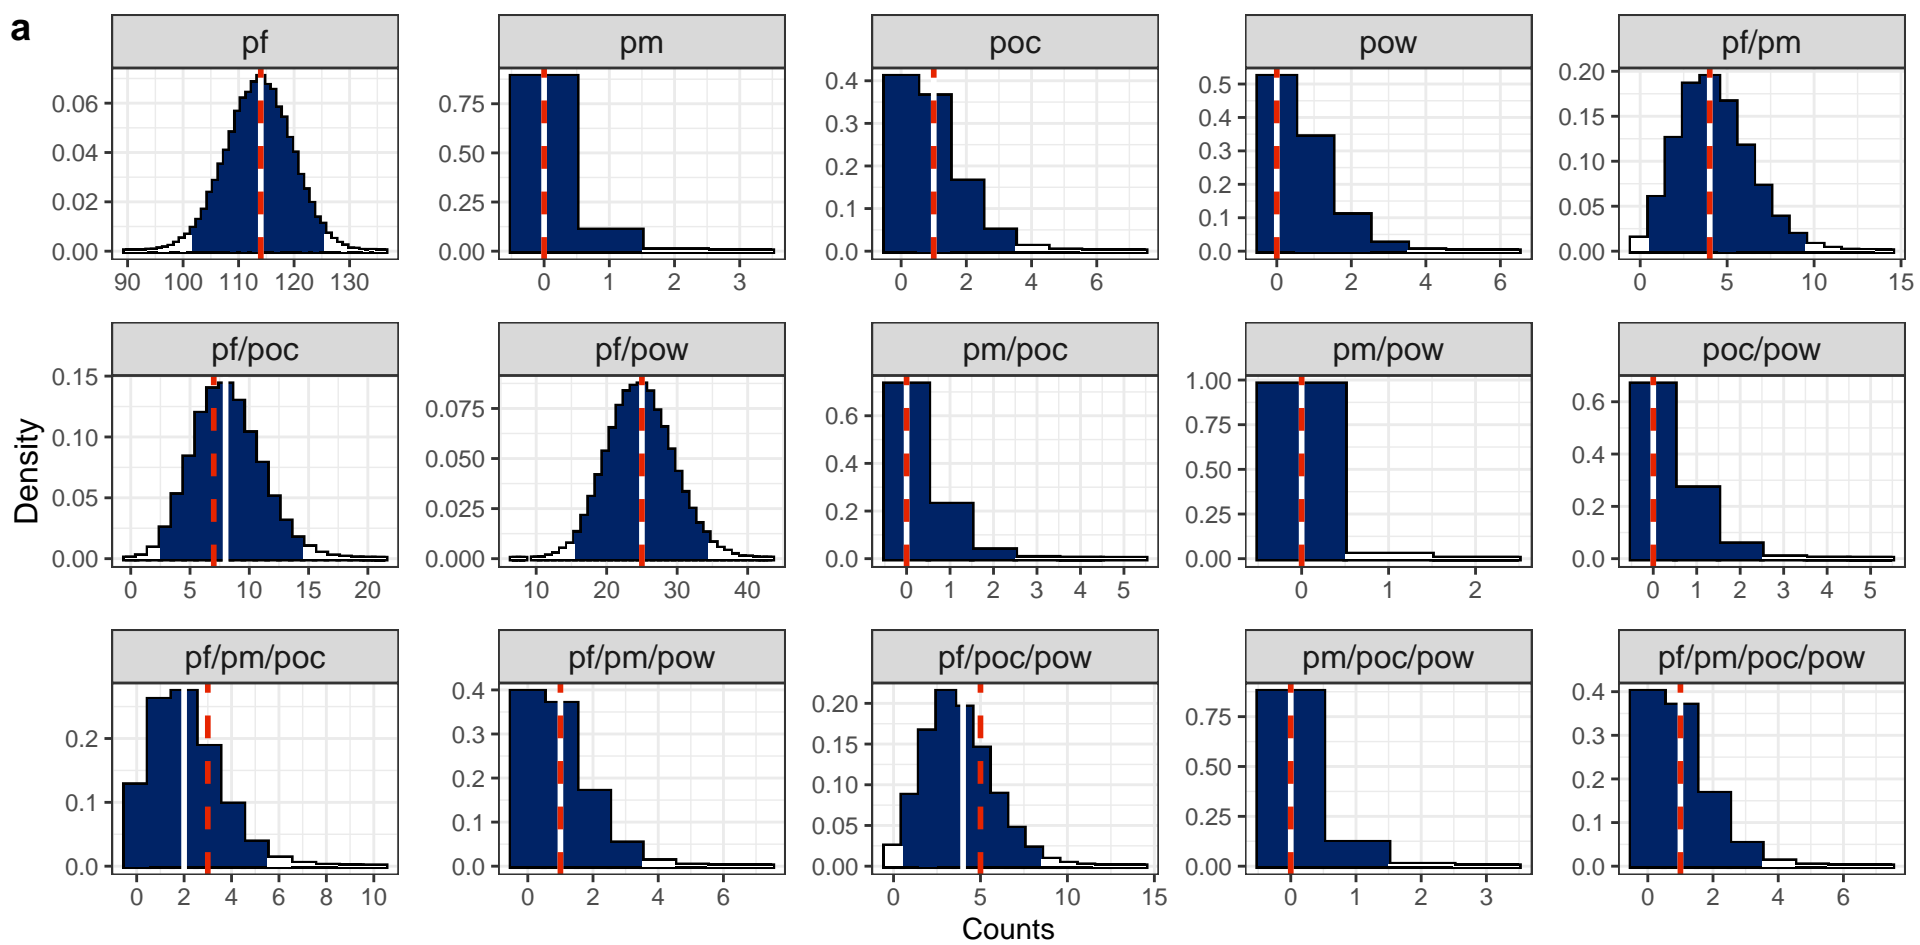 a
pf pm poc pow pf/pm
0.06 0.04 0.02 0.00
90 100 110 120 130
0.75 0.50 0.25 0.00
0 1 2 3
0.4 0.3 0.2 0.1 0.0
0 2 4 6
0.5 0.4 0.3 0.2 0.1 0.0
0 2 4 6
0.20 0.15 0.10 0.05 0.00
0 5 10 15
pf/poc pf/pow pm/poc pm/pow poc/pow
Density
0.15 0.10 0.05 0.00
0 5 10 15 20
0.075 0.050 0.025 0.000
10 20 30 40
0.6 0.4 0.2 0.0
0 1 2 3 4 5
1.00 0.75 0.50 0.25 0.00
0 1 2
0.6 0.4 0.2 0.0
0 1 2 3 4 5
pf/pm/poc pf/pm/pow pf/poc/pow pm/poc/pow pf/pm/poc/pow
0.2 0.1 0.0
0 2 4 6 8 10
0.4 0.3 0.2 0.1 0.0
0 2 4 6
0.20 0.15 0.10 0.05 0.00
0 5 10 15
0.75 0.50 0.25 0.00
0 1 2 3
0.4 0.3 0.2 0.1 0.0
0 2 4 6
Counts